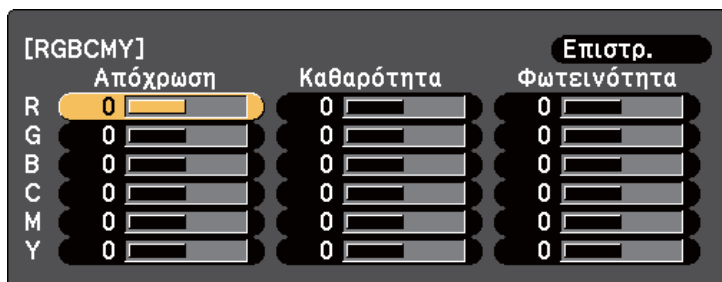 [RGBCMY] Επιστρ.
Απόχρωση Καθαρότητα Φωτεινότητα
R 0 0 0
G 0 0 0
B 0 0 0
C 0 0 0
M 0 0 0
Y 0 0 0